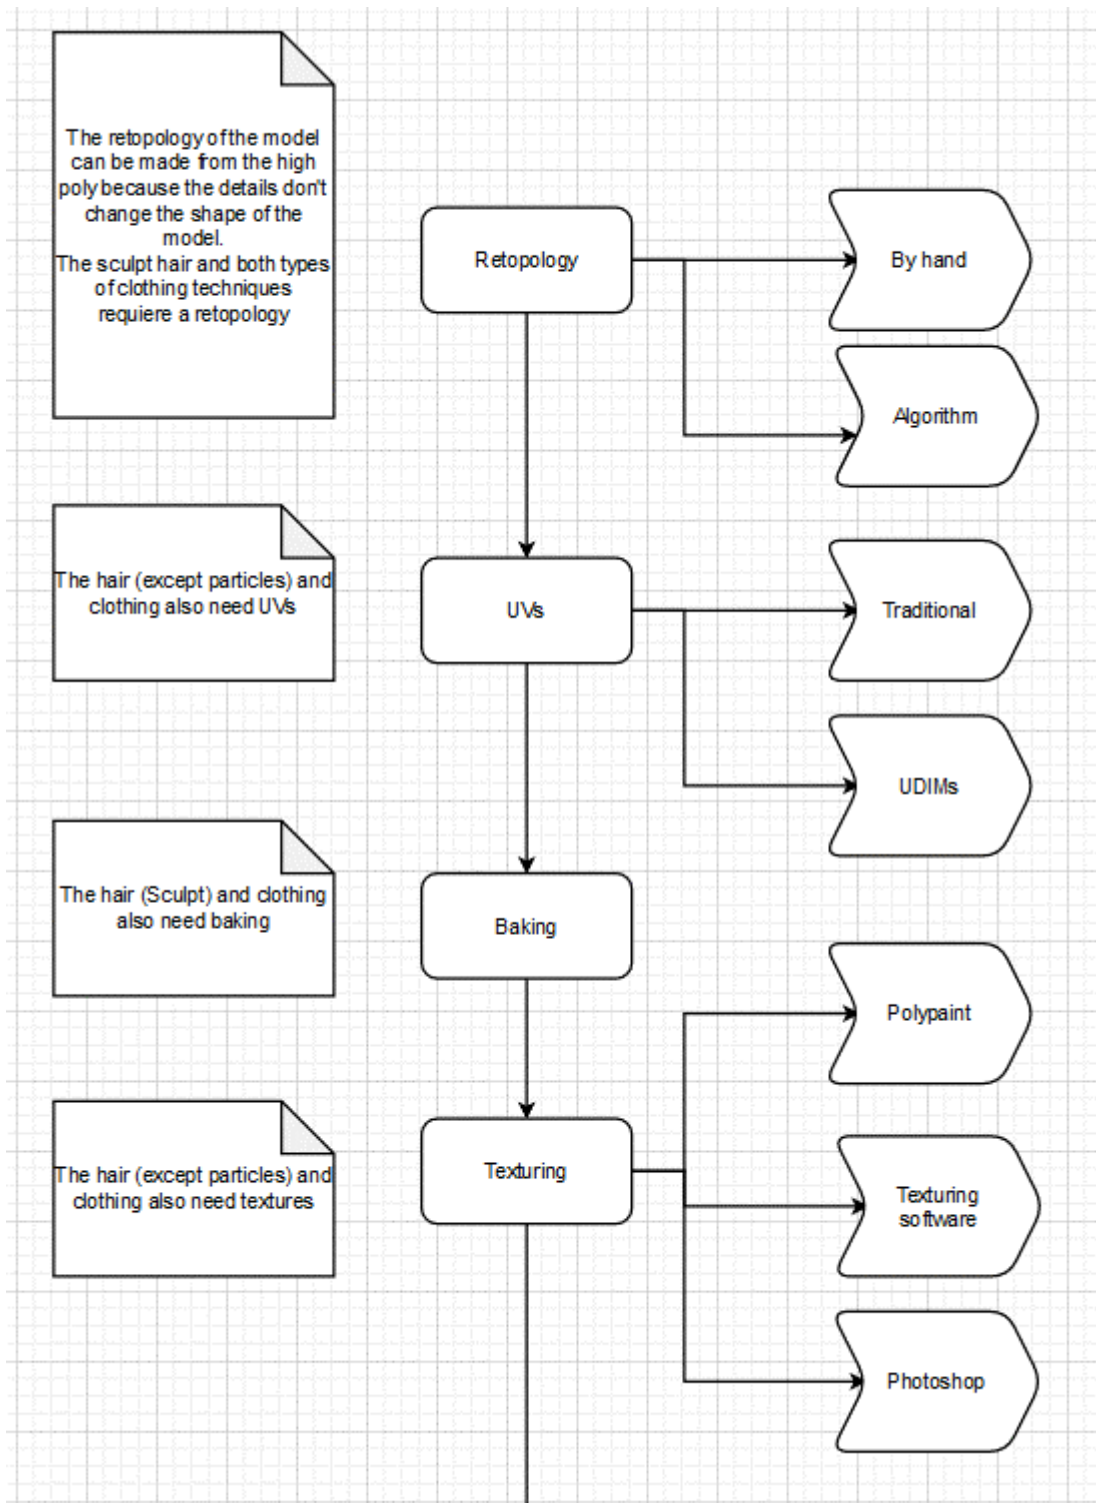 The retopology of the model
can be made from the high
poly because the details don't
change the shape of the
model.
The sculpt hair and both types
of clothing techniques
requiere a retopology
Retopology
By hand
Algorithm
The hair (except particles) and
clothing also need UVs
UVs
Traditional
UDIMs
The hair (Sculpt) and clothing
also need baking
Baking
Polypaint
The hair (except particles) and
clothing also need textures
Texturing
Texturing
software
Photoshop